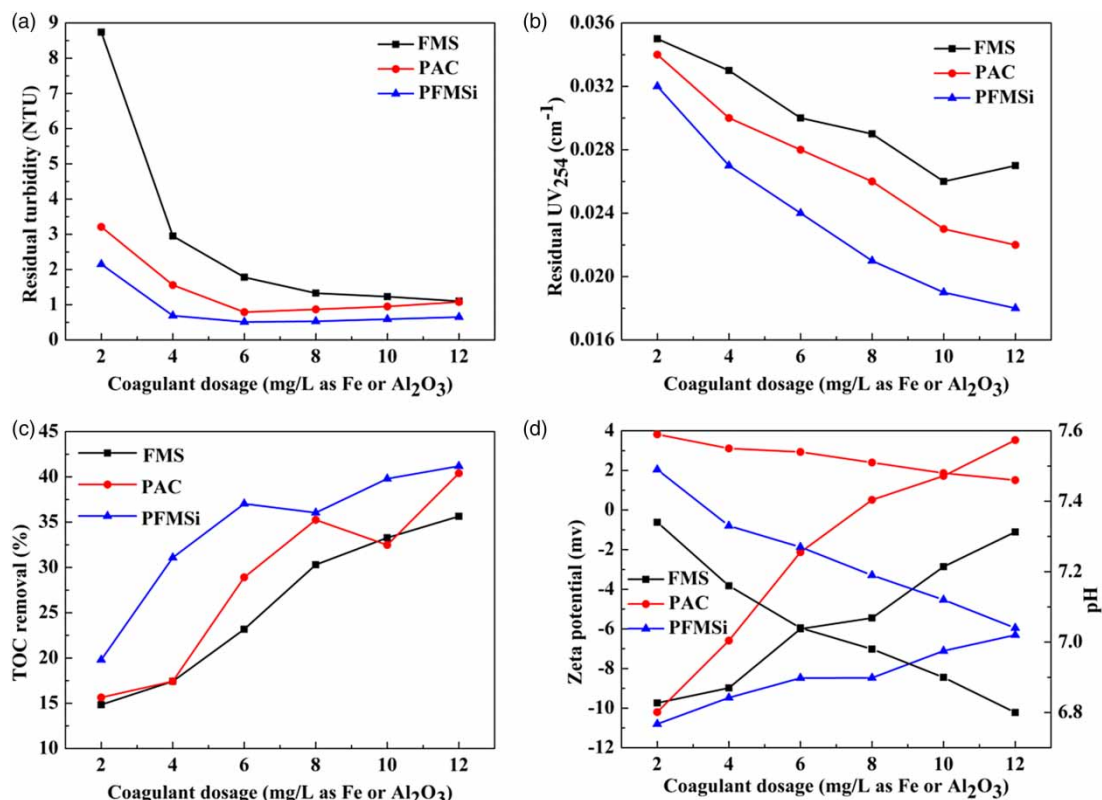 (a)
9
8
7
6
5
4
3
2
1
0
Residual turbidity (NTU)
FMS
PAC
PFMSi
2 4 6 8 10 12
Coagulant dosage (mg/L as Fe or Al2O3)
(b)
0.036
0.032
0.028
0.024
0.020
0.016
Residual UV254 (cm-1)
FMS
PAC
PFMSi
2 4 6 8 10 12
Coagulant dosage (mg/L as Fe or Al2O3)
(c)
45
40
35
30
25
20
15
10
TOC removal (%)
FMS
PAC
PFMSi
2 4 6 8 10 12
Coagulant dosage (mg/L as Fe or Al2O3)
(d)
4
2
0
-2
-4
-6
-8
-10
-12
Zeta potential (mv)
FMS
PAC
PFMSi
7.6
7.4
7.2
7.0
6.8
pH
2 4 6 8 10 12
Coagulant dosage (mg/L as Fe or Al2O3)